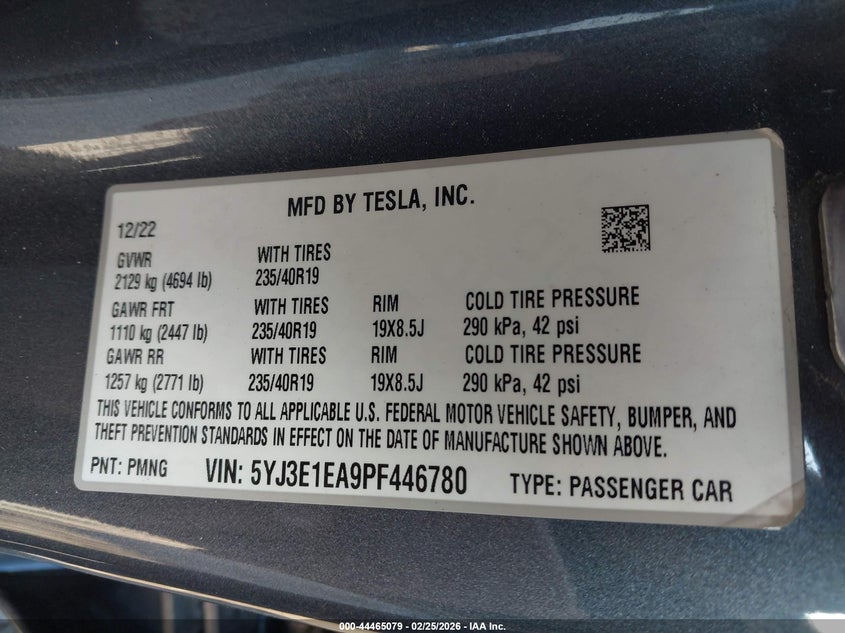 MFD BY TESLA, INC.
12/22
GVWR WITH TIRES
2129 kg (4694 lb) 235/40R19
GAWR FRT WITH TIRES RIM COLD TIRE PRESSURE
1110 kg (2447 lb) 235/40R19 19X8.5J 290 kPa, 42 psi
GAWR RR WITH TIRES RIM COLD TIRE PRESSURE
1257 kg (2771 lb) 235/40R19 19X8.5J 290 kPa, 42 psi
THIS VEHICLE CONFORMS TO ALL APPLICABLE U.S. FEDERAL MOTOR VEHICLE SAFETY, BUMPER, AND
THEFT PREVENTION STANDARDS IN EFFECT ON THE DATE OF MANUFACTURE SHOWN ABOVE.
PNT: PMNG VIN: 5YJ3E1EA9PF446780 TYPE: PASSENGER CAR
000-44465079 — 02/25/2026 — IAA Inc.